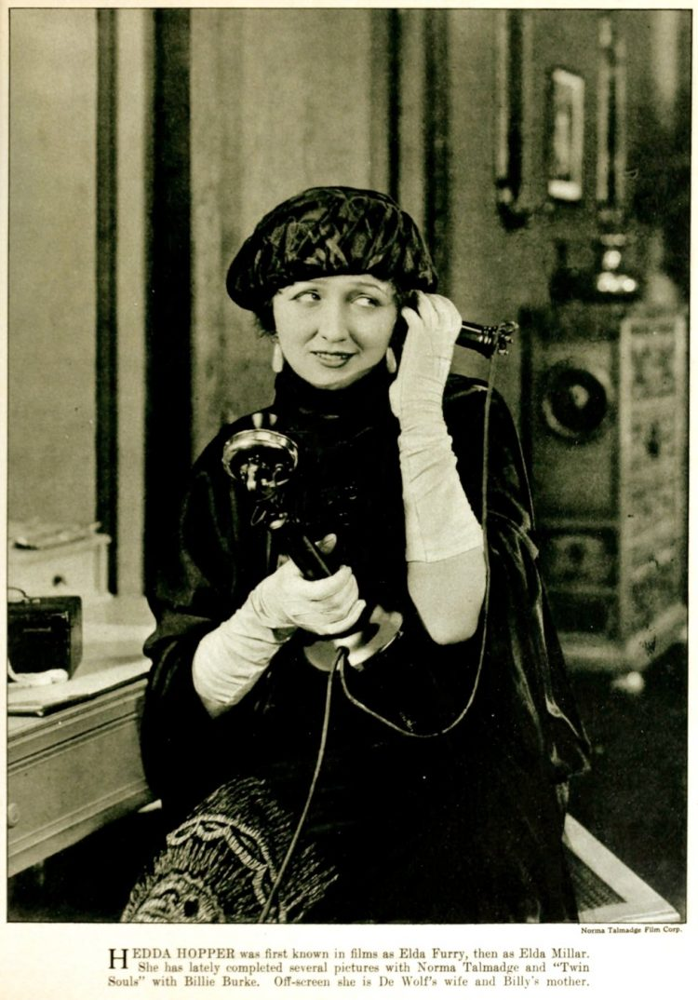 Norma Talmadge Film Corp.
HEDDA HOPPER was first known in films as Elda Furry, then as Elda Millar.
She has lately completed several pictures with Norma Talmadge and “Twin
Souls” with Billie Burke. Off-screen she is De Wolf’s wife and Billy’s mother.